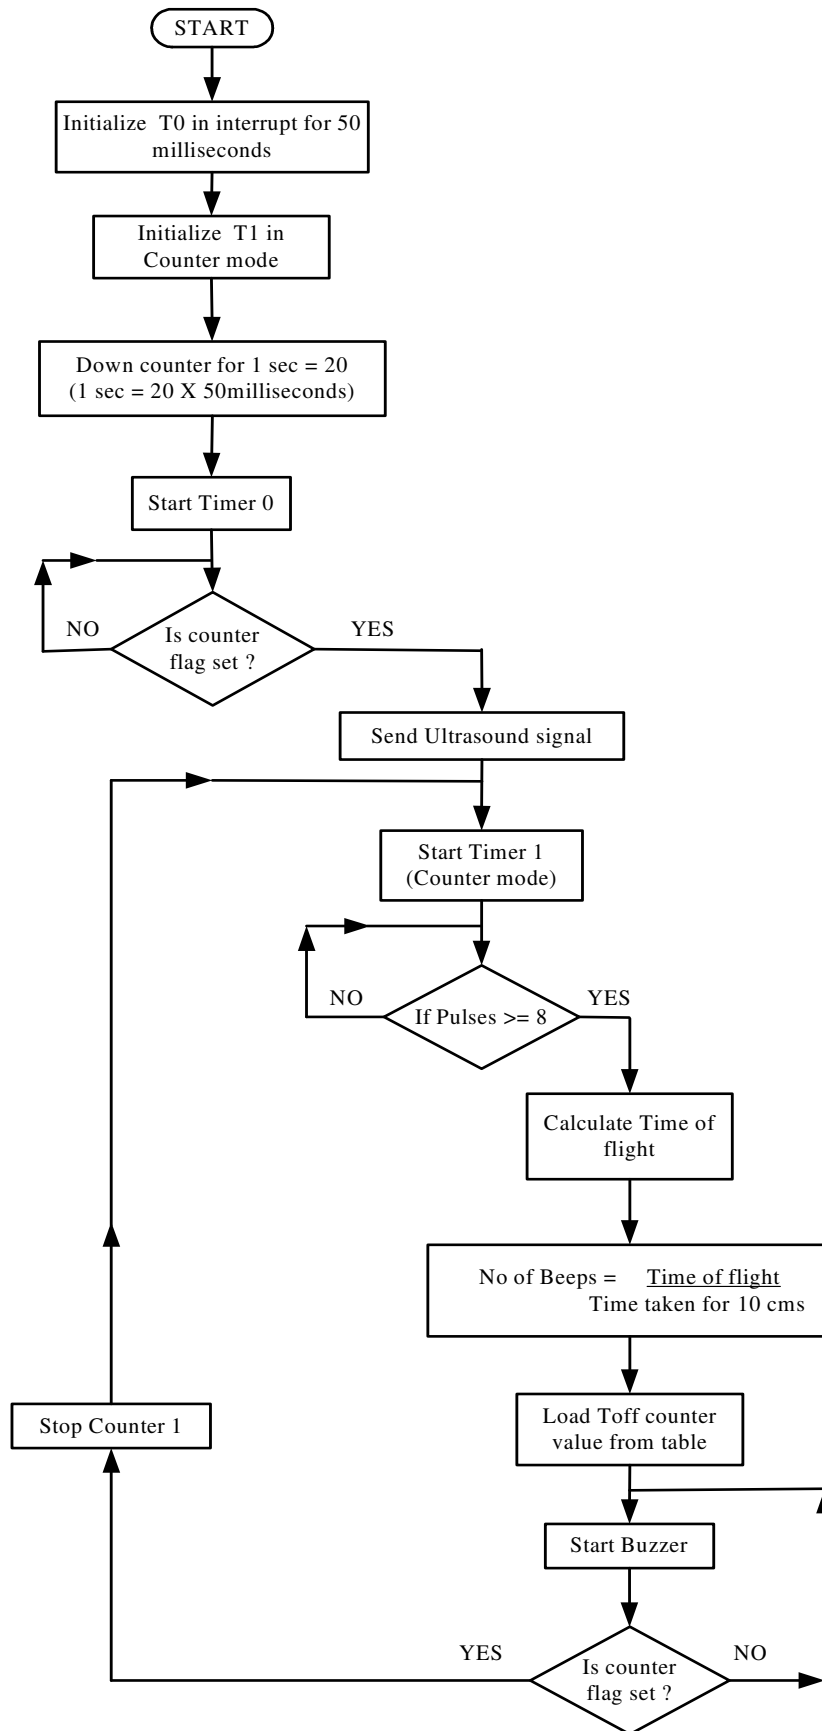 START
Initialize T0 in interrupt for 50
milliseconds
Initialize T1 in
Counter mode
Down counter for 1 sec = 20
(1 sec = 20 X 50milliseconds)
Start Timer 0
Is counter
flag set ?
NO
YES
Send Ultrasound signal
Start Timer 1
(Counter mode)
If Pulses >= 8
NO
YES
Calculate Time of
flight
No of Beeps = Time of flight
Time taken for 10 cms
Load Toff counter
value from table
Stop Counter 1
Start Buzzer
Is counter
flag set ?
YES
NO